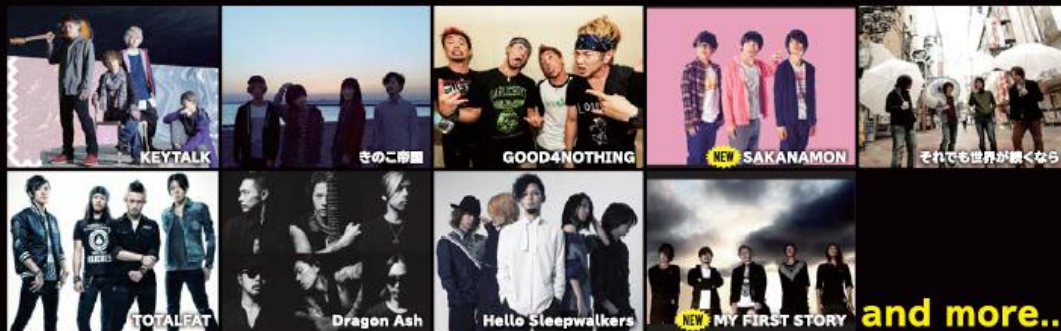 KEYTALK
きのこ帝国
GOOD4NOTHING
NEW SAKANAMON
それでも世界が続くなら
TOTALFAT
Dragon Ash
Hello Sleepwalkers
NEW MY FIRST STORY
and more..